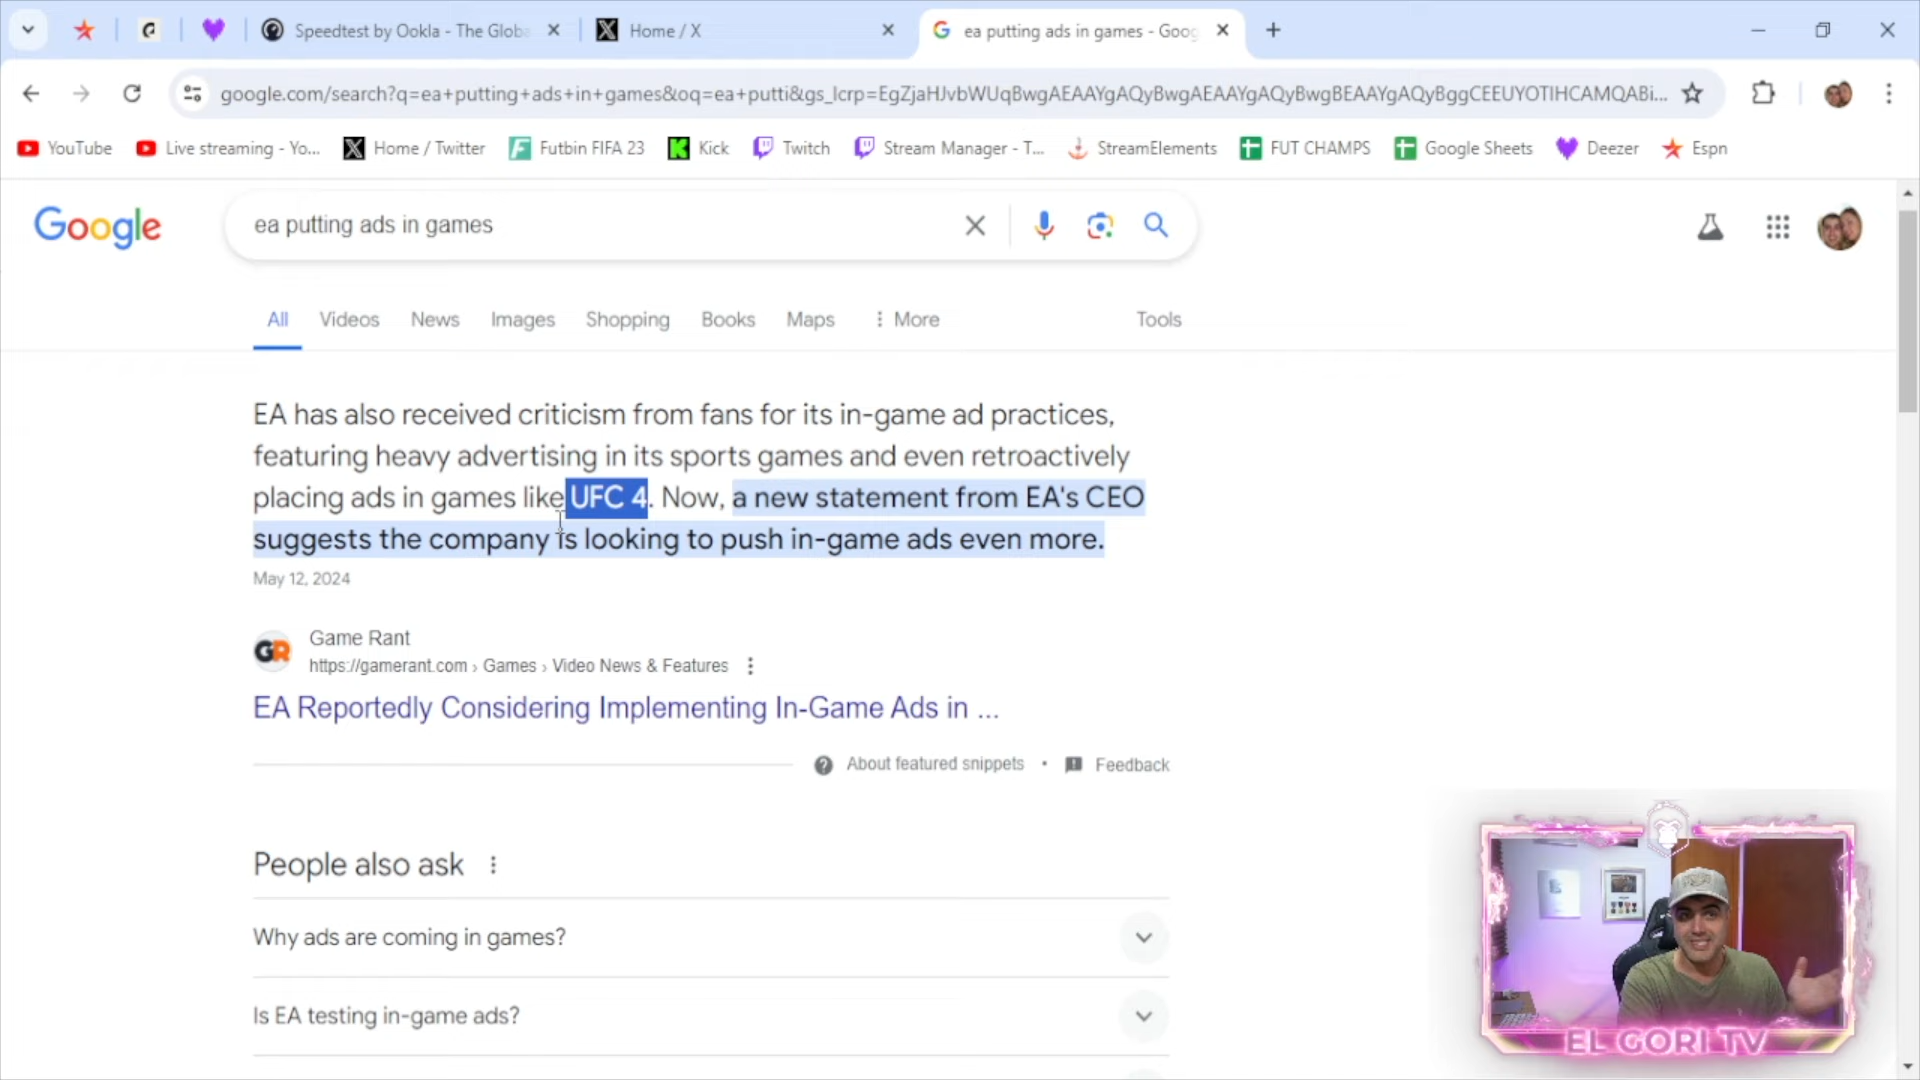 Speedtest by Ookla - The Globa
Home / X
ea putting ads in games - Goog
google.com/search?q=ea+putting+ads+in+games&oq=ea+putti&gs_lcrp=EgZjaHJvbWUqBwgAEAAYgAQyBwgAEAAYgAQyBwgBEAAYgAQyBggCEEUYOTIHCAMQABi...
YouTube
Live streaming - Yo...
Home / Twitter
Futbin FIFA 23
Kick
Twitch
Stream Manager - T...
StreamElements
FUT CHAMPS
Google Sheets
Deezer
Espn
Google
ea putting ads in games
All
Videos
News
Images
Shopping
Books
Maps
More
Tools
EA has also received criticism from fans for its in-game ad practices,
featuring heavy advertising in its sports games and even retroactively
placing ads in games like UFC 4. Now, a new statement from EA's CEO
suggests the company is looking to push in-game ads even more.
May 12, 2024
GR
Game Rant
https://gamerant.com › Games › Video News & Features
EA Reportedly Considering Implementing In-Game Ads in ...
About featured snippets
•
Feedback
People also ask
Why ads are coming in games?
Is EA testing in-game ads?
EL GORI TV